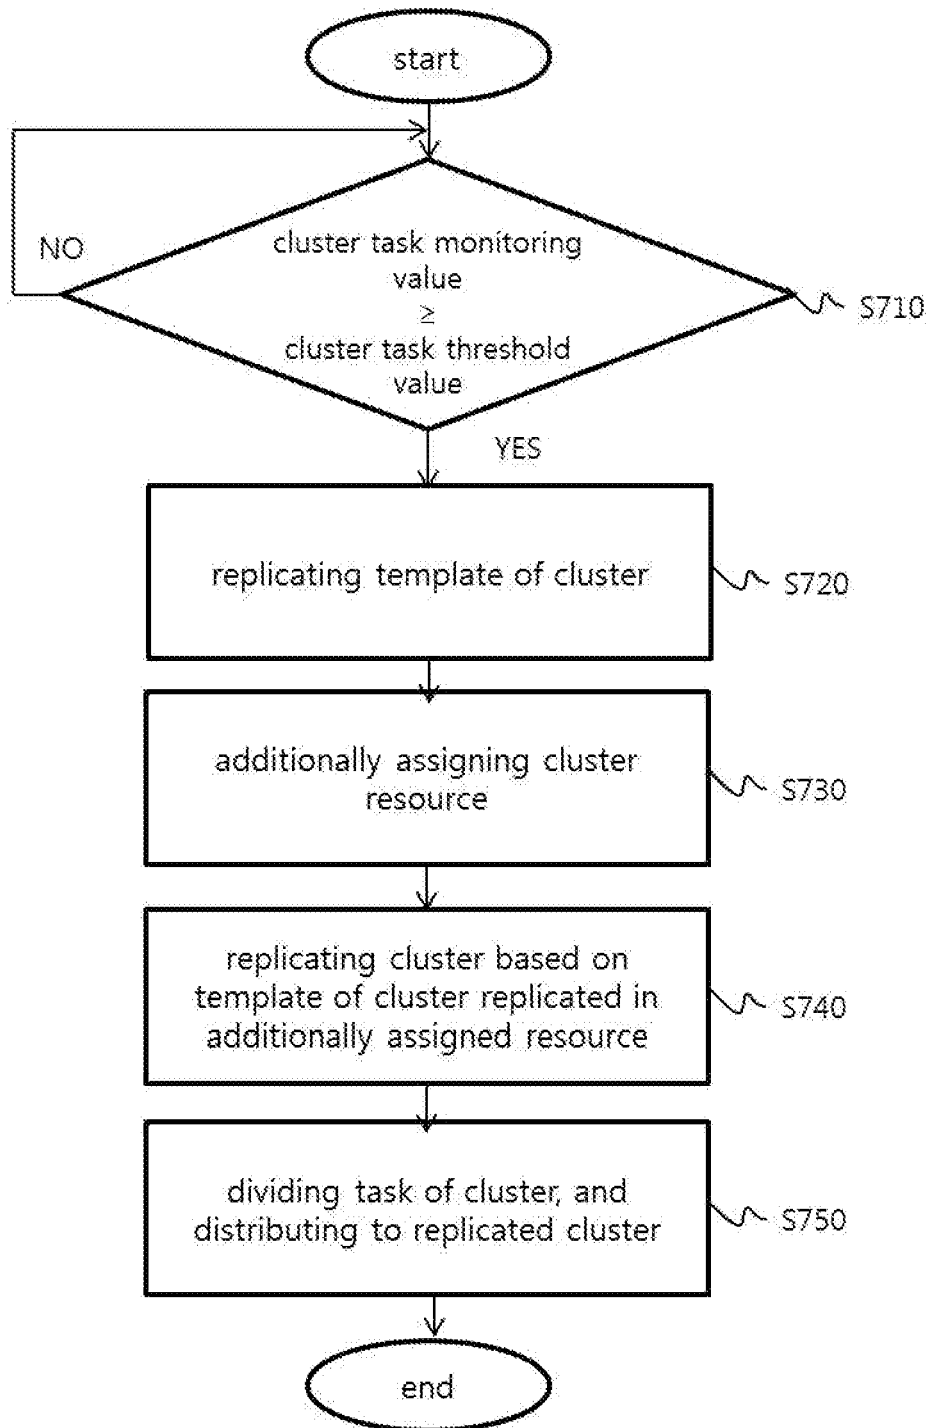 start
NO
cluster task monitoring
value
≥
cluster task threshold
value
S710
YES
replicating template of cluster
S720
additionally assigning cluster
resource
S730
replicating cluster based on
template of cluster replicated in
additionally assigned resource
S740
dividing task of cluster, and
distributing to replicated cluster
S750
end